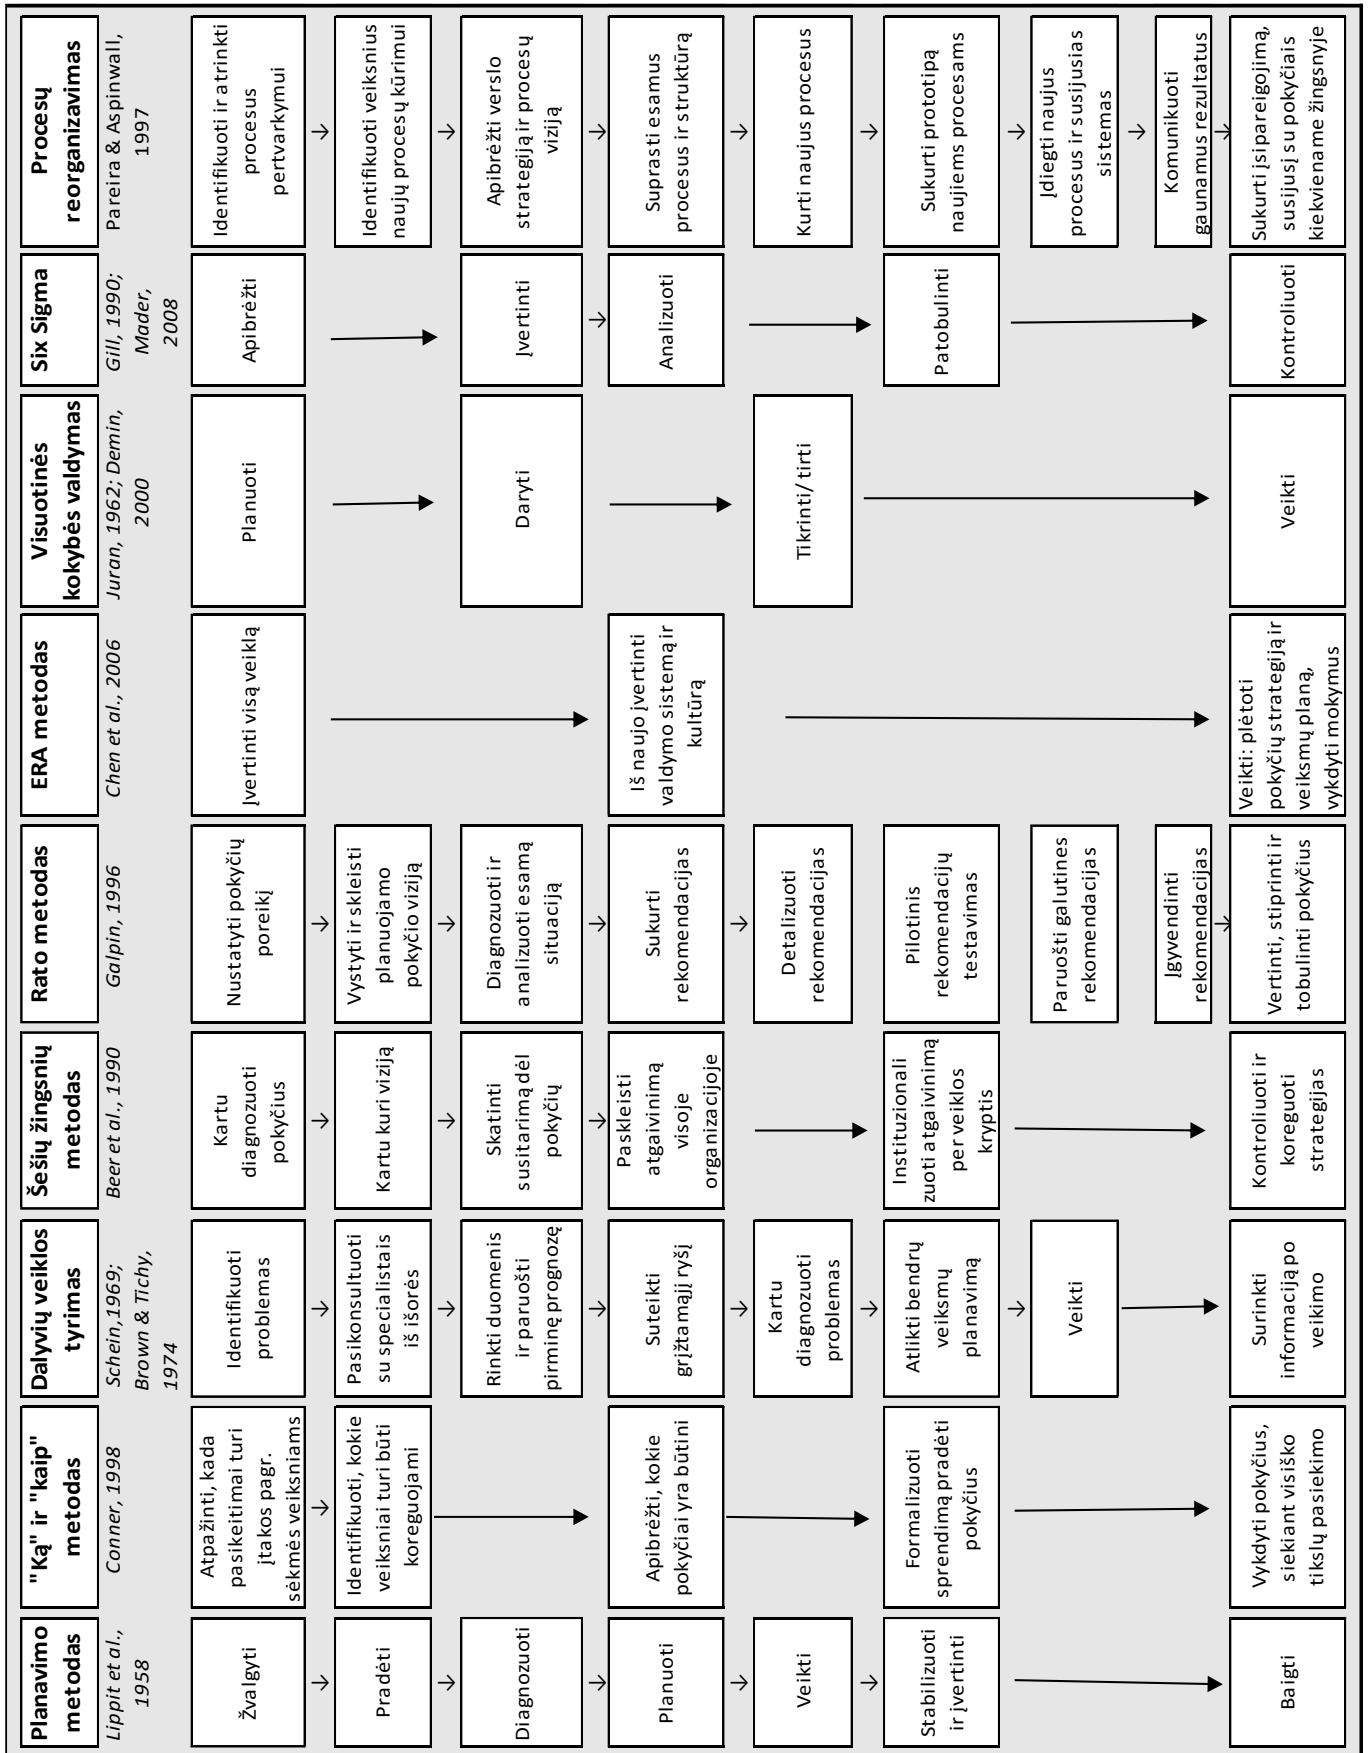 Planavimo
metodas
Lippit et al.,
1958
Žvalgyti
Pradėti
Diagnozuoti
Planuoti
Veikti
Stabilizuoti
ir įvertinti
Baigti
"Ką" ir "kaip"
metodas
Conner, 1998
Atpažinti, kada
pasikeitimai turi
įtakos pagr.
sėkmės veiksniams
Identifikuoti, kokie
veiksniai turi būti
koreguojami
Apibrėžti, kokie
pokyčiai yra būtini
Formalizuoti
sprendimą pradėti
pokyčius
Vykdyti pokyčius,
siekiant visiško
tikslų pasiekimo
Dalyvių veiklos
tyrimas
Schein,1969;
Brown & Tichy,
1974
Identifikuoti
problemas
Pasikonsultuoti
su specialistais
iš išorės
Rinkti duomenis
ir paruošti
pirminę prognozę
Suteikti
grįžtamąjį ryšį
Kartu
diagnozuoti
problemas
Atlikti bendrų
veiksmų
planavimą
Veikti
Surinkti
informaciją po
veikimo
Šešių žingsnių
metodas
Beer et al., 1990
Kartu
diagnozuoti
pokyčius
Kartu kuri viziją
Skatinti
susitarimą dėl
pokyčių
Paskleisti
atgaivinimą
visoje
organizacijoje
Instituzionali
zuoti atgaivinimą
per veiklos
kryptis
Kontroliuoti ir
koreguoti
strategijas
Rato metodas
Galpin, 1996
Nustatyti pokyčių
poreikį
Vystyti ir skleisti
planuojamo
pokyčio viziją
Diagnozuoti ir
analizuoti esamą
situaciją
Sukurti
rekomendacijas
Detalizuoti
rekomendacijas
Pilotinis
rekomendacijų
testavimas
Paruošti galutines
rekomendacijas
Įgyvendinti
rekomendacijas
Vertinti, stiprinti ir
tobulinti pokyčius
ERA metodas
Chen et al., 2006
Įvertinti visą veiklą
Iš naujo įvertinti
valdymo sistemą ir
kultūrą
Veikti: plėtoti
pokyčių strategiją ir
veiksmų planą,
vykdyti mokymus
Visuotinės
kokybės valdymas
Juran, 1962; Demin,
2000
Planuoti
Daryti
Tikrinti/ tirti
Veikti
Six Sigma
Gill, 1990;
Mader,
2008
Apibrėžti
Įvertinti
Analizuoti
Patobulinti
Kontroliuoti
Procesų
reorganizavimas
Pareira & Aspinwall,
1997
Identifikuoti ir atrinkti
procesus
pertvarkymui
Identifikuoti veiksnius
naujų procesų kūrimui
Apibrėžti verslo
strategiją ir procesų
viziją
Suprasti esamus
procesus ir struktūrą
Kurti naujus procesus
Sukurti prototipą
naujiems procesams
Įdiegti naujus
procesus ir susijusias
sistemas
Komunikuoti
gaunamus rezultatus
Sukurti įsipareigojimą,
susijusį su pokyčiais
kiekviename žingsnyje